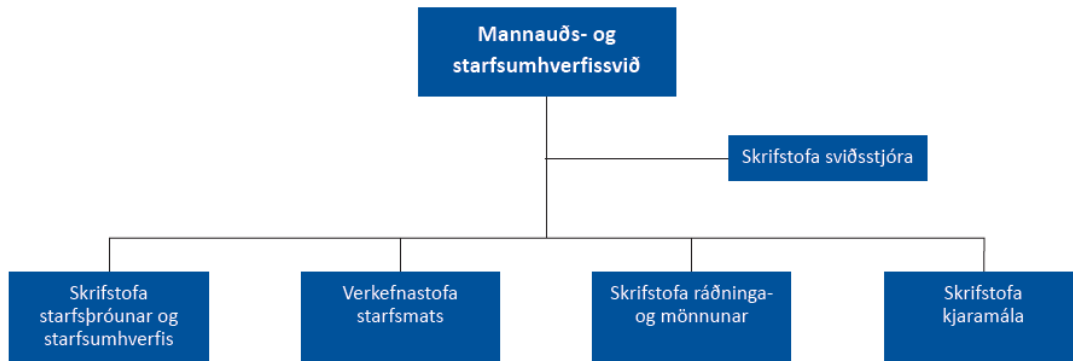 Mannauðs- og
starfsumhverfissvið
Skrifstofa sviðsstjóra
Skrifstofa
starfsþróunar og
starfsumhverfis
Verkefnastofa
starfsmats
Skrifstofa ráðninga-
og mönnunar
Skrifstofa
kjaramála